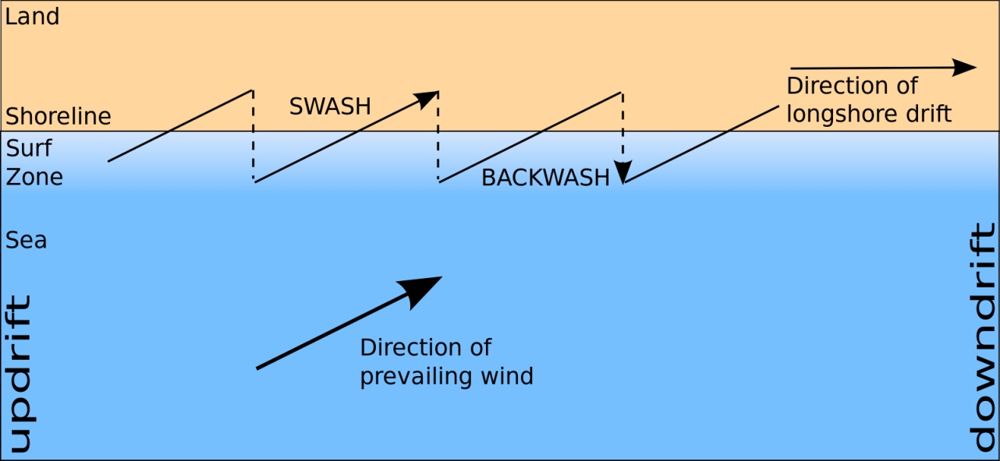 Land
SWASH
Direction of
longshore drift
Shoreline
Surf
Zone
BACKWASH
Sea
updrift
downdrift
Direction of
prevailing wind